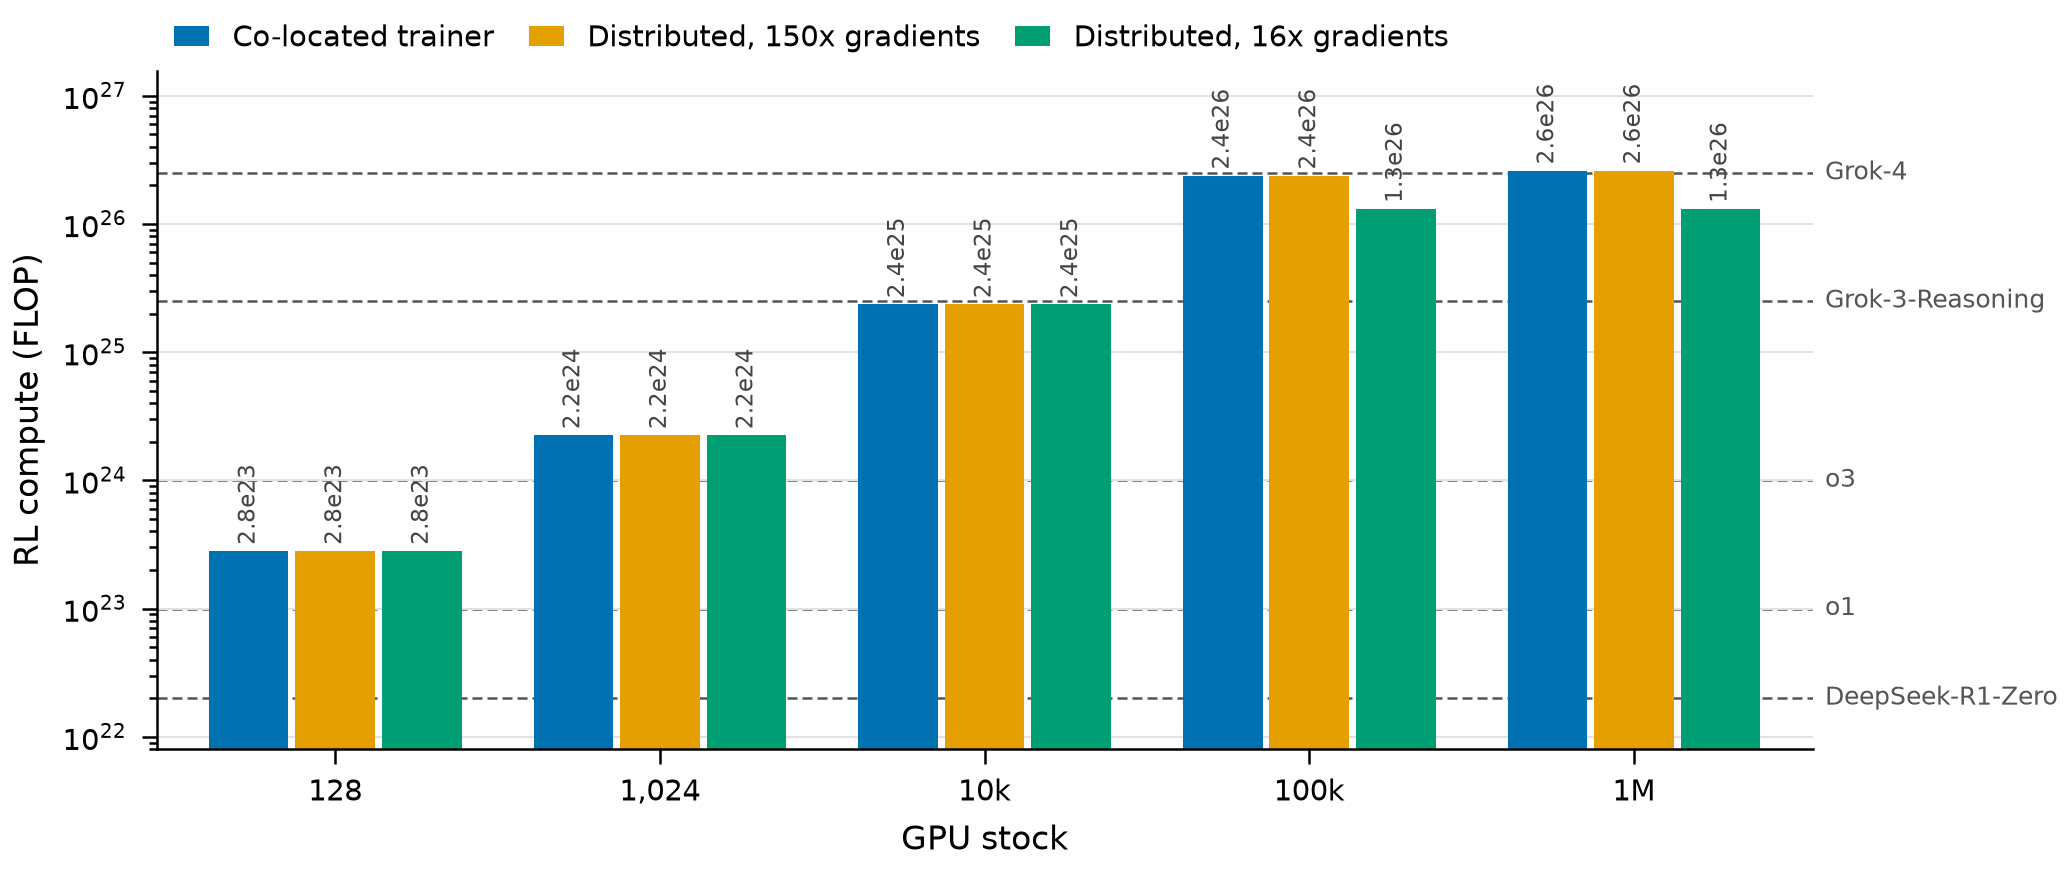 Co-located trainer Distributed, 150x gradients Distributed, 16x gradients
RL compute (FLOP)
10^27
10^26
10^25
10^24
10^23
10^22
2.8e23 2.8e23 2.8e23
2.2e24 2.2e24 2.2e24
2.4e25 2.4e25 2.4e25
2.4e26 2.4e26 1.3e26
2.6e26 2.6e26 1.3e26
Grok-4
Grok-3-Reasoning
o3
o1
DeepSeek-R1-Zero
128 1,024 10k 100k 1M
GPU stock